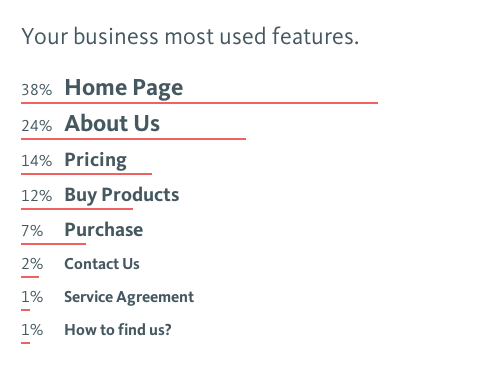 Your business most used features.
38% Home Page
24% About Us
14% Pricing
12% Buy Products
7% Purchase
2% Contact Us
1% Service Agreement
1% How to find us?